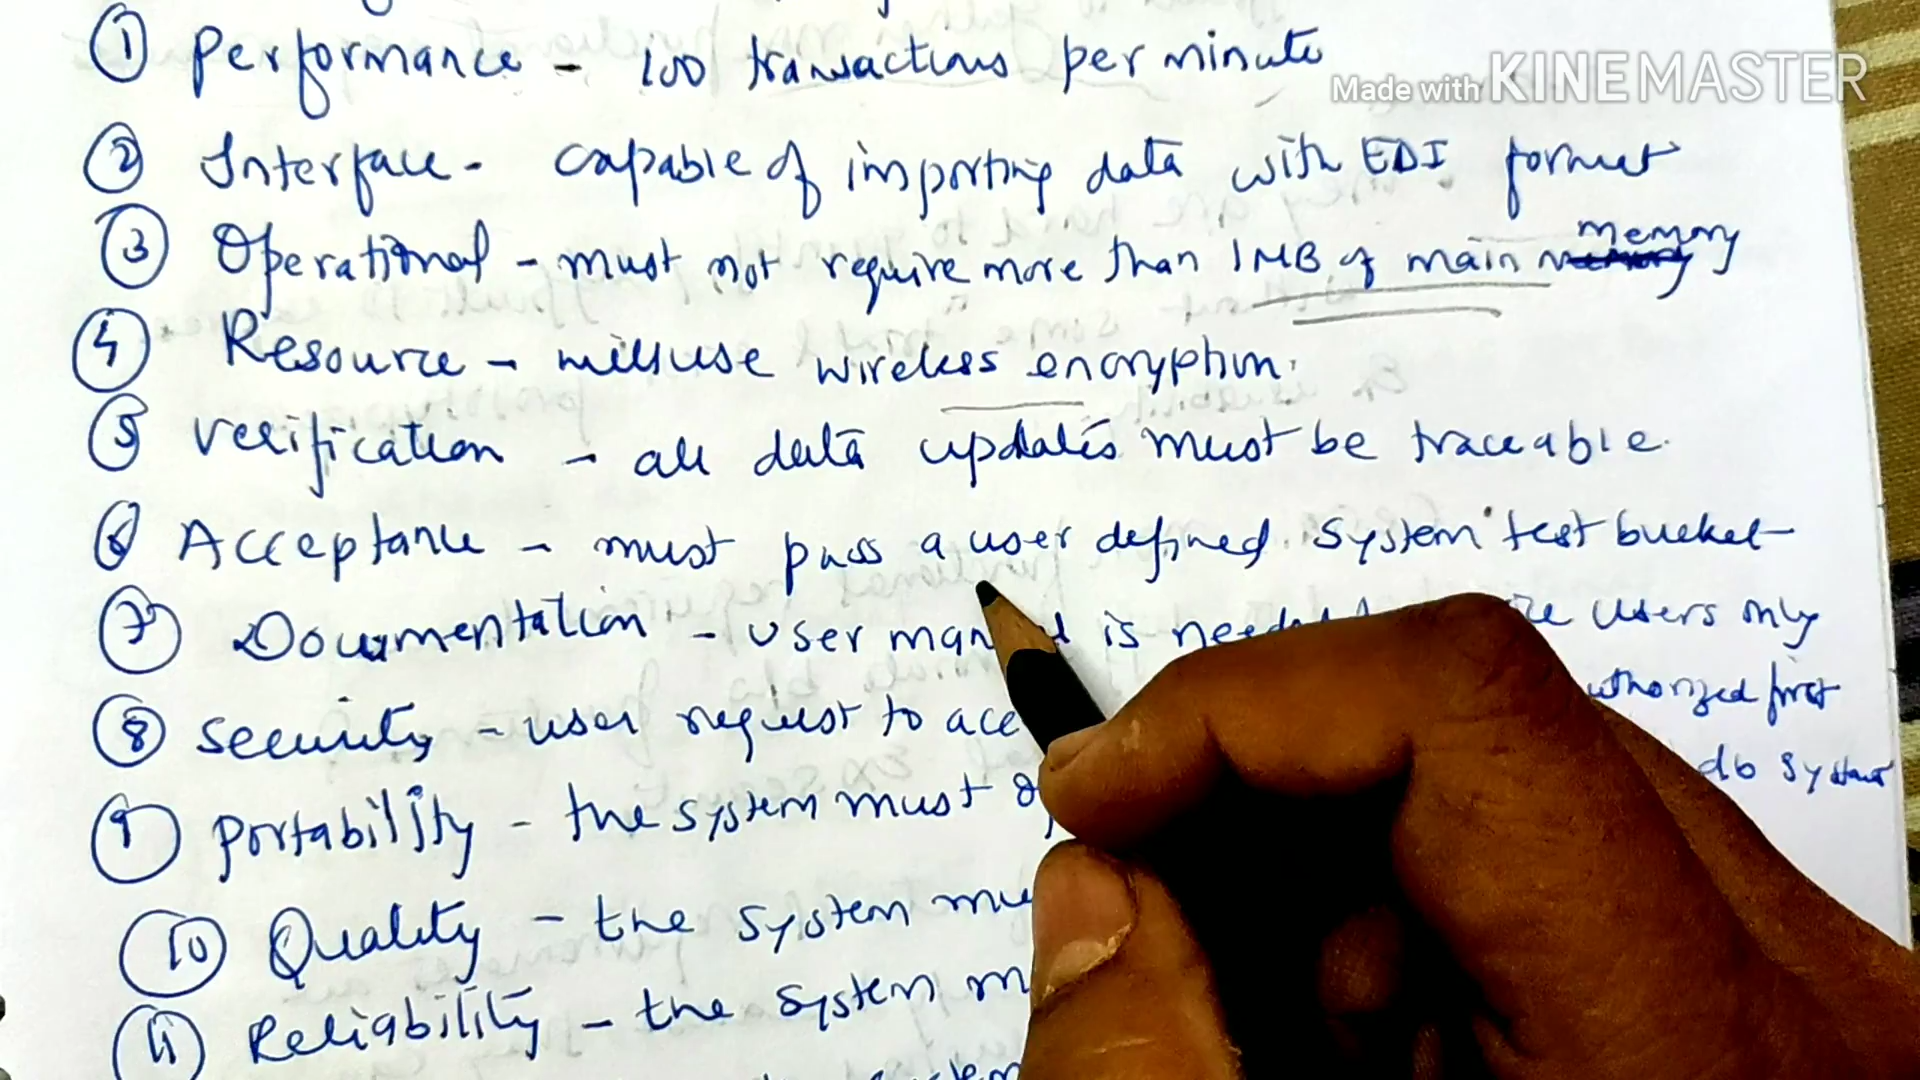 ① Performance - 100 transactions per minute
Made with KINEMASTER
② Interface - capable of importing data with EDI format
③ Operational - must not require more than 1MB of main memory
④ Resource - will use wireless encryption.
⑤ verification - all data updates must be traceable.
⑥ Acceptance - must pass a user defined system test bucket
⑦ Documentation - user manual is users only
⑧ security - user request to authorized first
⑨ Portability - the system must db systems
⑩ Quality - the system
⑪ Reliability - the system